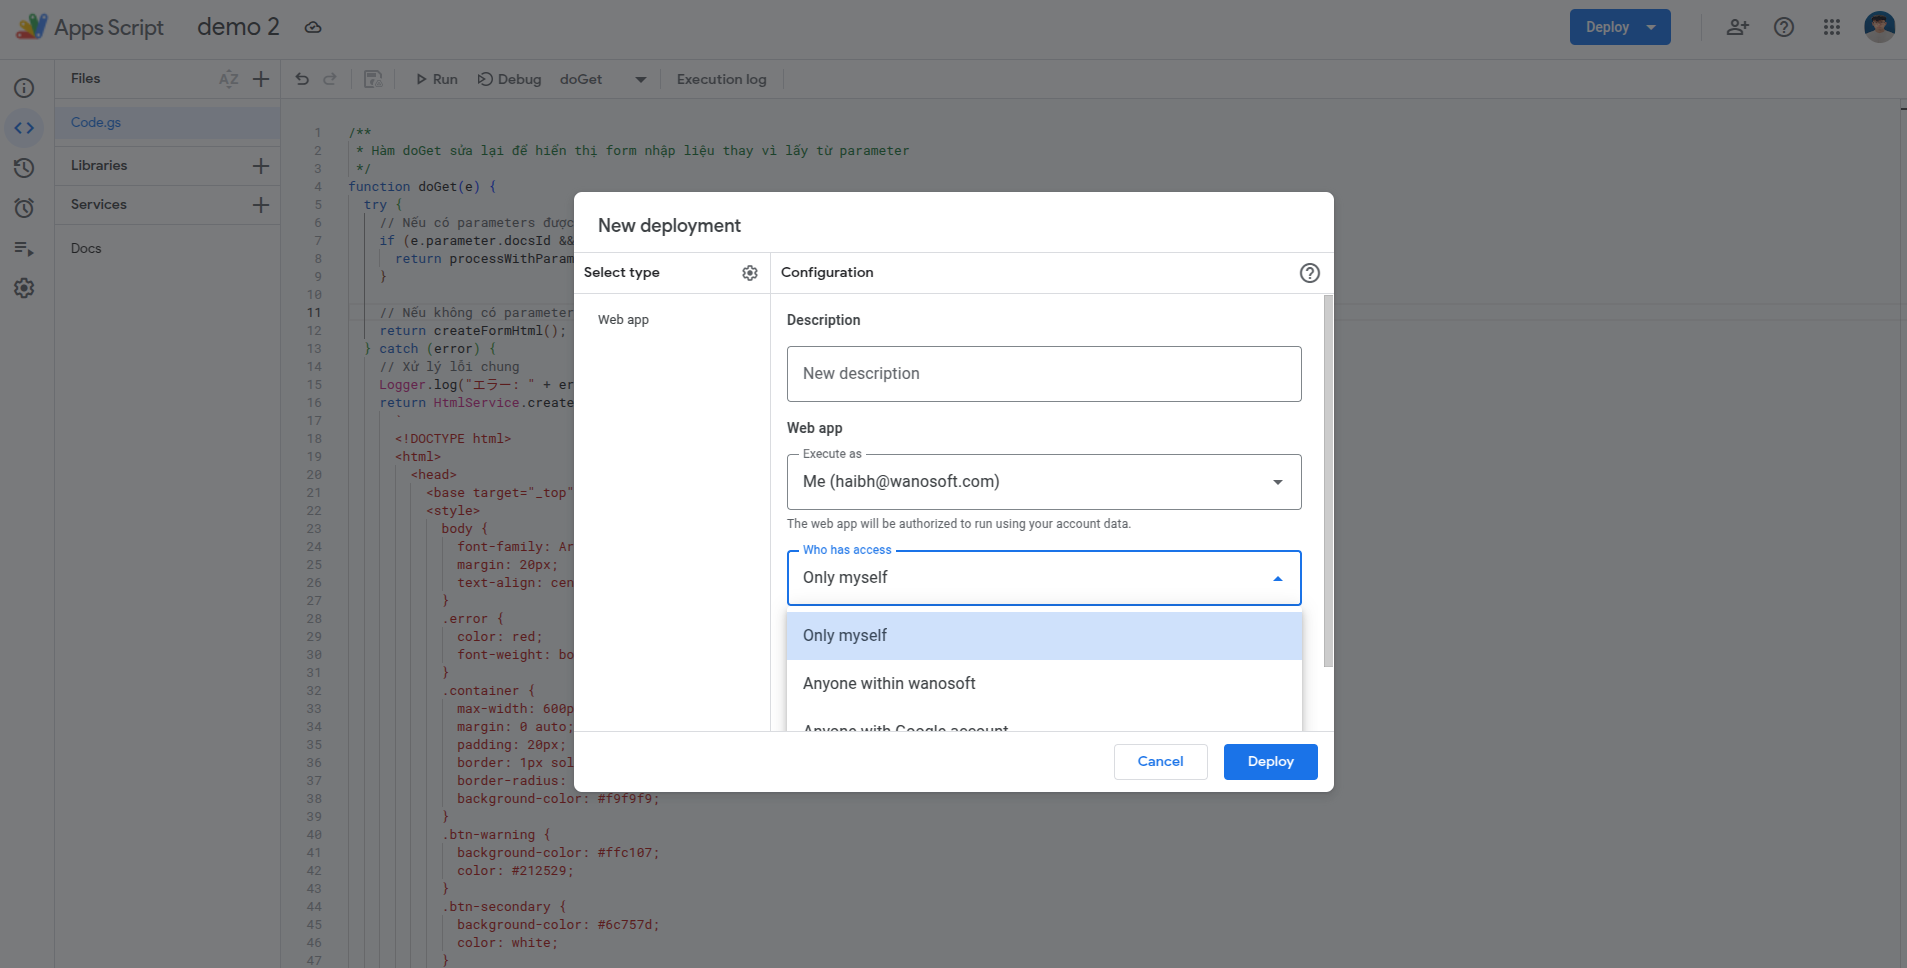 Apps Script
demo 2
Deploy
Files
AZ
Run
Debug
doGet
Execution log
Code.gs
Libraries
Services
Docs
1 /**
2 * Hàm doGet sửa lại để hiển thị form nhập liệu thay vì lấy từ parameter
3 */
4 function doGet(e) {
5 try {
6 // Nếu có parameters được
7 if (e.parameter.docsId &&
8 return processWithParam
9 }
10
11 // Nếu không có parameter
12 return createFormHtml();
13 } catch (error) {
14 // Xử lý lỗi chung
15 Logger.log("エラー: " + er
16 return HtmlService.create
17 `
18 <!DOCTYPE html>
19 <html>
20 <head>
21 <base target="_top"
22 <style>
23 body {
24 font-family: Ar
25 margin: 20px;
26 text-align: cen
27 }
28 .error {
29 color: red;
30 font-weight: bo
31 }
32 .container {
33 max-width: 600p
34 margin: 0 auto;
35 padding: 20px;
36 border: 1px sol
37 border-radius:
38 background-color: #f9f9f9;
39 }
40 .btn-warning {
41 background-color: #ffc107;
42 color: #212529;
43 }
44 .btn-secondary {
45 background-color: #6c757d;
46 color: white;
47 }
New deployment
Select type
Configuration
Web app
Description
New description
Web app
Execute as
Me (haibh@wanosoft.com)
The web app will be authorized to run using your account data.
Who has access
Only myself
Only myself
Anyone within wanosoft
Anyone with Google account
Cancel
Deploy